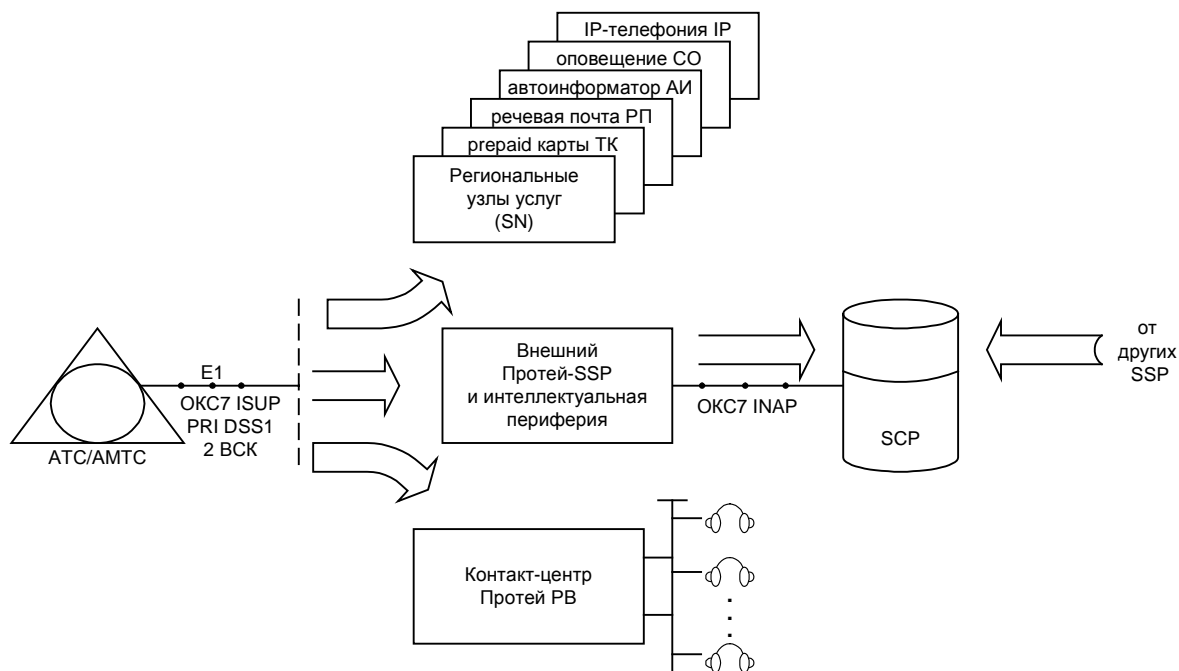 IP-телефония IP
оповещение СО
автоинформатор АИ
речевая почта РП
prepaid карты ТК
Региональные
узлы услуг
(SN)
E1
ОКС7 ISUP
PRI DSS1
2 ВСК
АТС/АМТС
Внешний
Протей-SSP
и интеллектуальная
периферия
ОКС7 INAP
SCP
от
других
SSP
Контакт-центр
Протей РВ